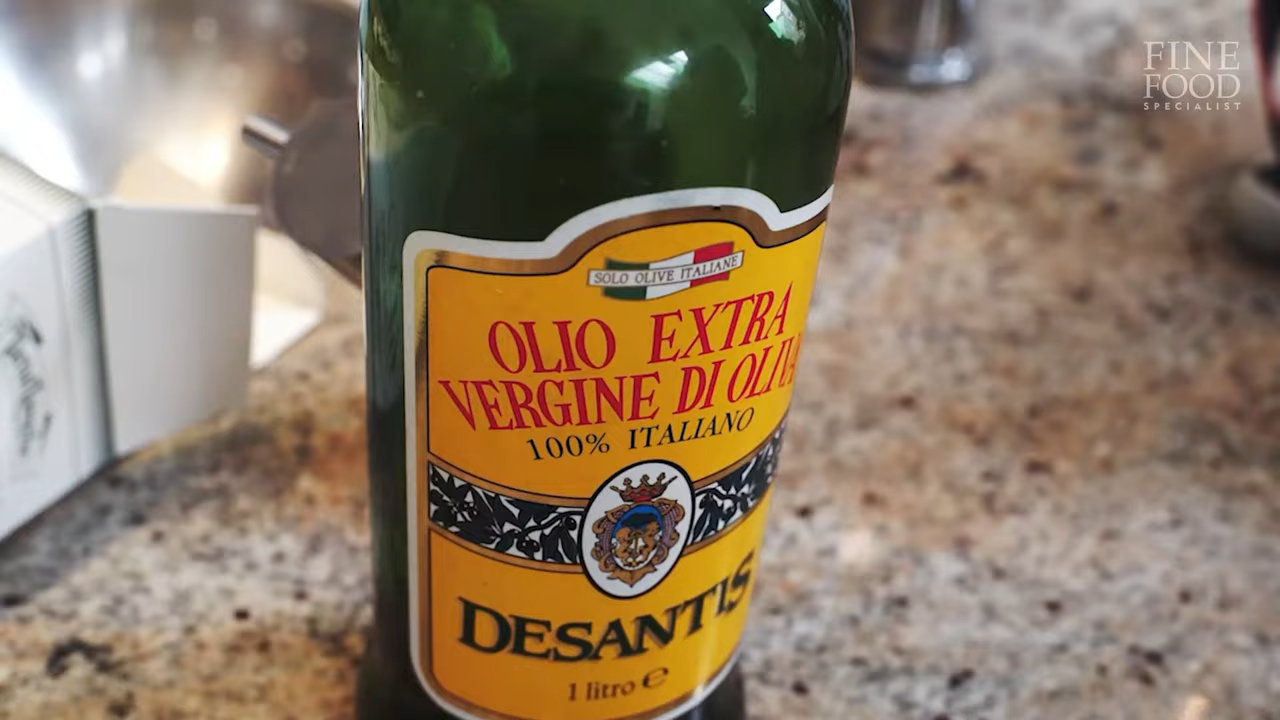 FINE
FOOD
SPECIALIST
SOLO OLIVE ITALIANE
OLIO EXTRA
VERGINE DI OLIVA
100% ITALIANO
DESANTIS
1 litro ℮